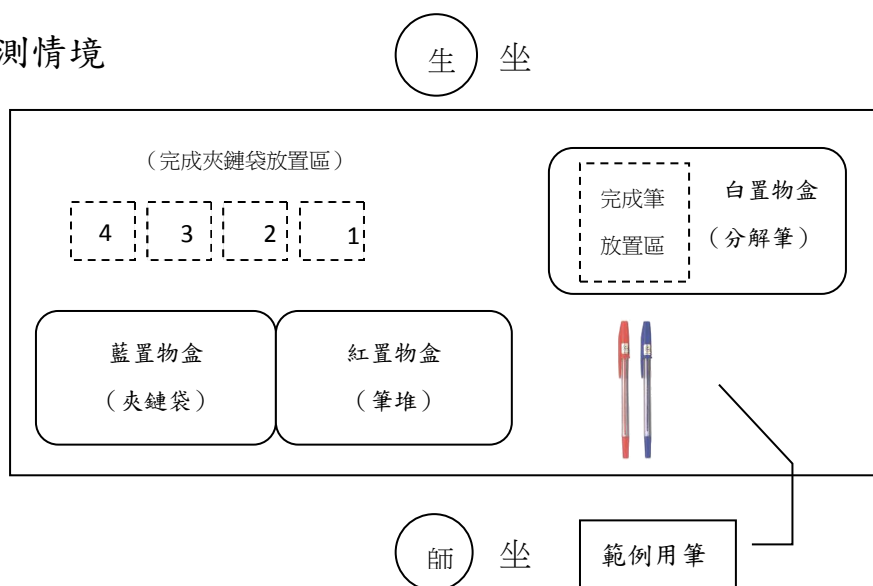 測情境
生 坐
（完成夾鏈袋放置區）
4 3 2 1
完成筆
放置區
白置物盒
（分解筆）
藍置物盒
（夾鏈袋）
紅置物盒
（筆堆）
師 坐
範例用筆